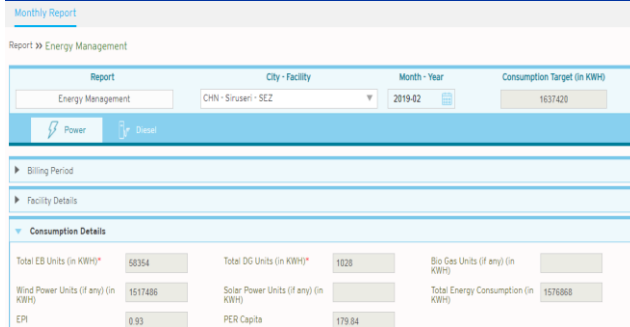 Monthly Report
Report » Energy Management
Report City - Facility Month - Year Consumption Target (in KWH)
Energy Management CHN - Siruseri - SEZ 2019-02 1637420
Power Diesel
Billing Period
Facility Details
Consumption Details
Total EB Units (in KWH)* 58354 Total DG Units (in KWH)* 1028 Bio Gas Units (if any) (in
KWH)
Wind Power Units (if any) (in 1517486 Solar Power Units (if any) (in Total Energy Consumption (in 1576868
KWH) KWH) KWH)
EPI 0.93 PER Capita 179.84